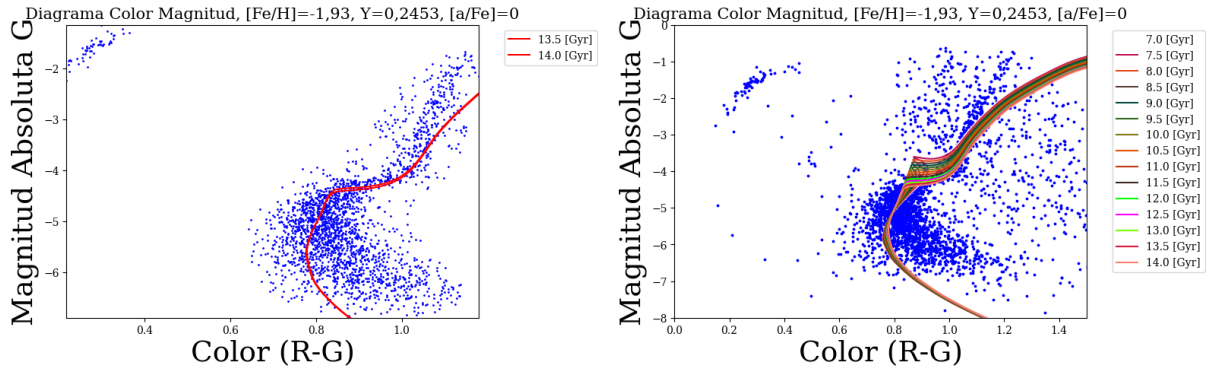 Diagrama Color Magnitud, [Fe/H]=-1,93, Y=0,2453, [a/Fe]=0
Magnitud Absoluta G
−2
−3
−4
−5
−6
0.4
0.6
0.8
1.0
Color (R-G)
13.5 [Gyr]
14.0 [Gyr]
Diagrama Color Magnitud, [Fe/H]=-1,93, Y=0,2453, [a/Fe]=0
Magnitud Absoluta G
0
−1
−2
−3
−4
−5
−6
−7
−8
0.0
0.2
0.4
0.6
0.8
1.0
1.2
1.4
Color (R-G)
7.0 [Gyr]
7.5 [Gyr]
8.0 [Gyr]
8.5 [Gyr]
9.0 [Gyr]
9.5 [Gyr]
10.0 [Gyr]
10.5 [Gyr]
11.0 [Gyr]
11.5 [Gyr]
12.0 [Gyr]
12.5 [Gyr]
13.0 [Gyr]
13.5 [Gyr]
14.0 [Gyr]